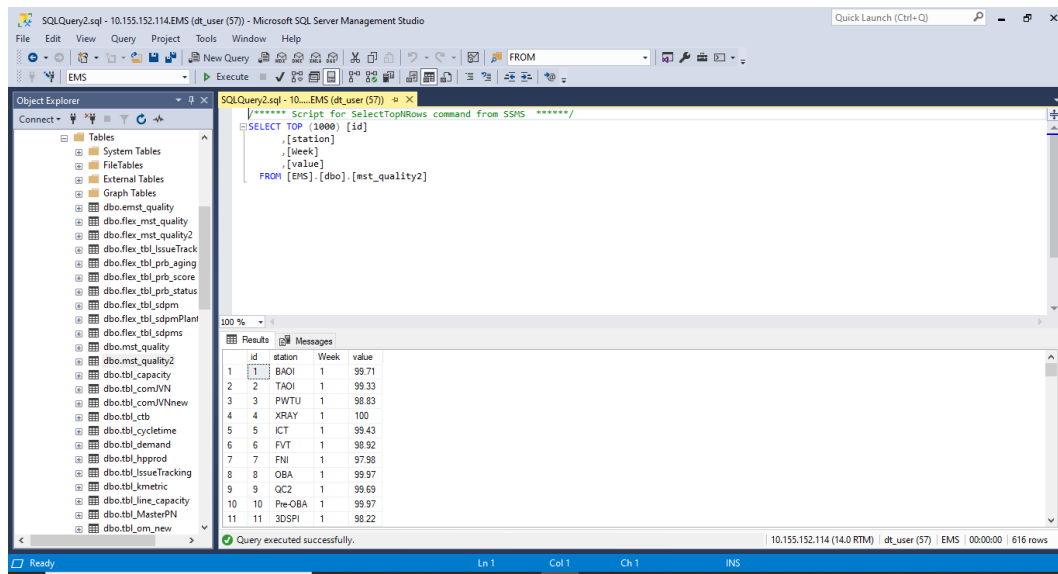 SQLQuery2.sql - 10.155.152.114.EMS (dt_user (57)) - Microsoft SQL Server Management Studio
Quick Launch (Ctrl+Q)
File Edit View Query Project Tools Window Help
New Query
FROM
EMS
Execute
Object Explorer
SQLQuery2.sql - 10.....EMS (dt_user (57))
Connect
Tables
System Tables
FileTables
External Tables
Graph Tables
dbo.emst_quality
dbo.flex_mst_quality
dbo.flex_mst_quality2
dbo.flex_tbl_IssueTrack
dbo.flex_tbl_prb_aging
dbo.flex_tbl_prb_score
dbo.flex_tbl_prb_status
dbo.flex_tbl_sdpm
dbo.flex_tbl_sdpmPlant
dbo.flex_tbl_sdpms
dbo.mst_quality
dbo.mst_quality2
dbo.tbl_capacity
dbo.tbl_comJVN
dbo.tbl_comJVNnew
dbo.tbl_ctb
dbo.tbl_cycletime
dbo.tbl_demand
dbo.tbl_hpprod
dbo.tbl_IssueTracking
dbo.tbl_kmetric
dbo.tbl_line_capacity
dbo.tbl_MasterPN
dbo.tbl_om_new
/****** Script for SelectTopNRows command from SSMS ******/
SELECT TOP (1000) [id]
,[station]
,[Week]
,[value]
FROM [EMS].[dbo].[mst_quality2]
100 %
Results Messages
id station Week value
1 1 BAOI 1 99.71
2 2 TAOI 1 99.33
3 3 PWTU 1 98.83
4 4 XRAY 1 100
5 5 ICT 1 99.43
6 6 FVT 1 98.92
7 7 FNI 1 97.98
8 8 OBA 1 99.97
9 9 QC2 1 99.69
10 10 Pre-OBA 1 99.97
11 11 3DSPI 1 98.22
Query executed successfully.
10.155.152.114 (14.0 RTM) dt_user (57) EMS 00:00:00 616 rows
Ready Ln 1 Col 1 Ch 1 INS